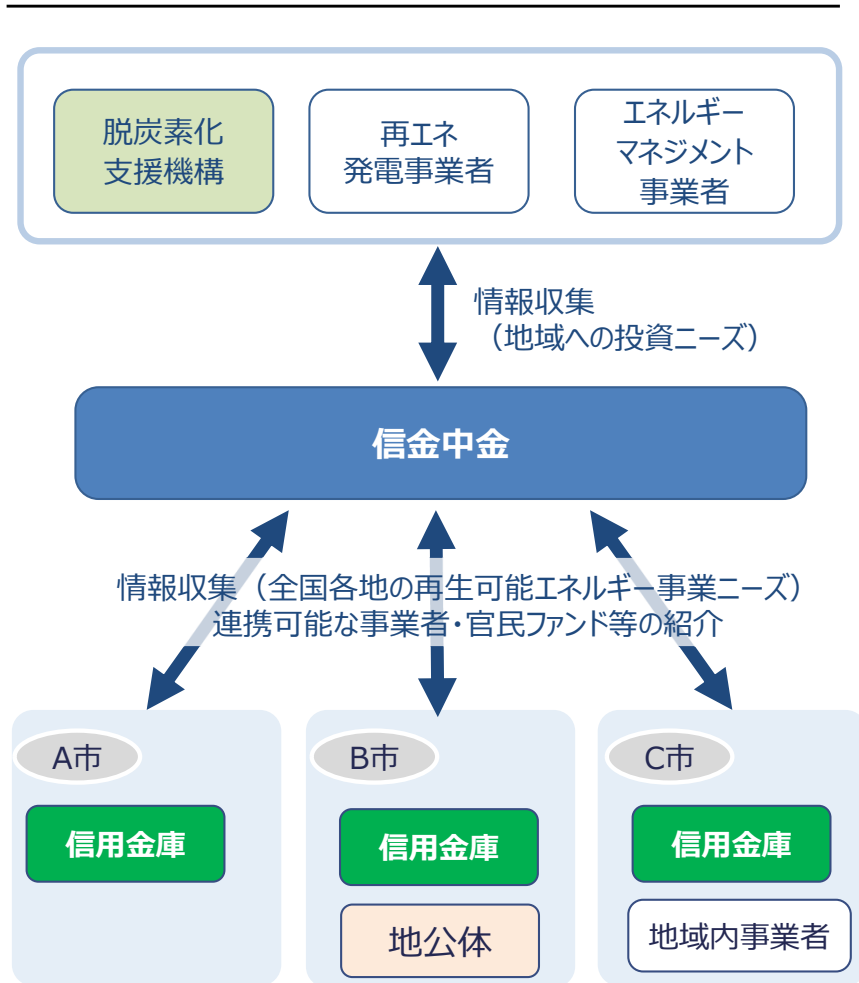 脱炭素化
支援機構
再エネ
発電事業者
エネルギー
マネジメント
事業者
情報収集
（地域への投資ニーズ）
信金中金
情報収集（全国各地の再生可能エネルギー事業ニーズ）
連携可能な事業者・官民ファンド等の紹介
A市
信用金庫
B市
信用金庫
地公体
C市
信用金庫
地域内事業者